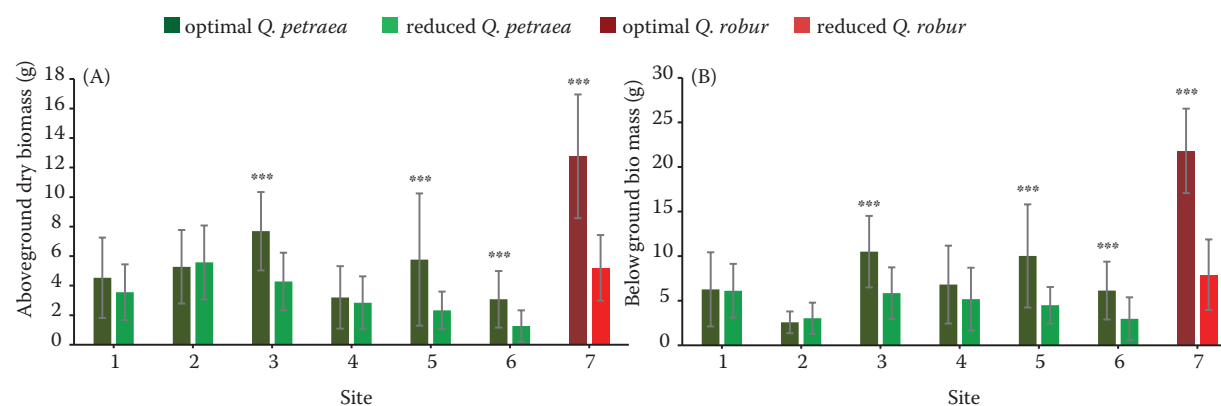 optimal Q. petraea reduced Q. petraea optimal Q. robur reduced Q. robur
(A)
Aboveground dry biomass (g)
18
16
14
12
10
8
6
4
2
0
***
***
***
***
1 2 3 4 5 6 7
Site
(B)
Belowground bio mass (g)
30
25
20
15
10
5
0
***
***
***
***
1 2 3 4 5 6 7
Site